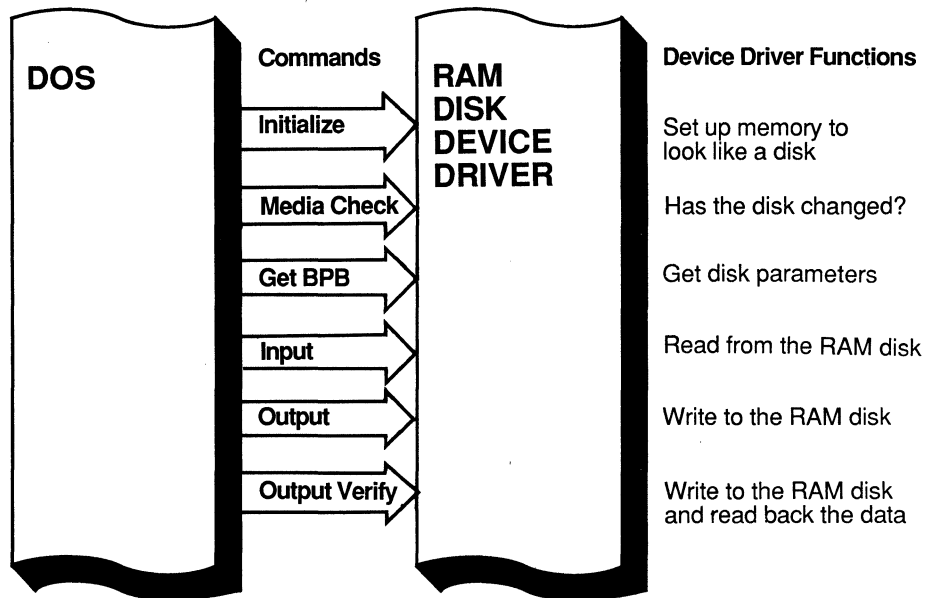 DOS
Commands
Initialize
Media Check
Get BPB
Input
Output
Output Verify
RAM
DISK
DEVICE
DRIVER
Device Driver Functions
Set up memory to
look like a disk
Has the disk changed?
Get disk parameters
Read from the RAM disk
Write to the RAM disk
Write to the RAM disk
and read back the data